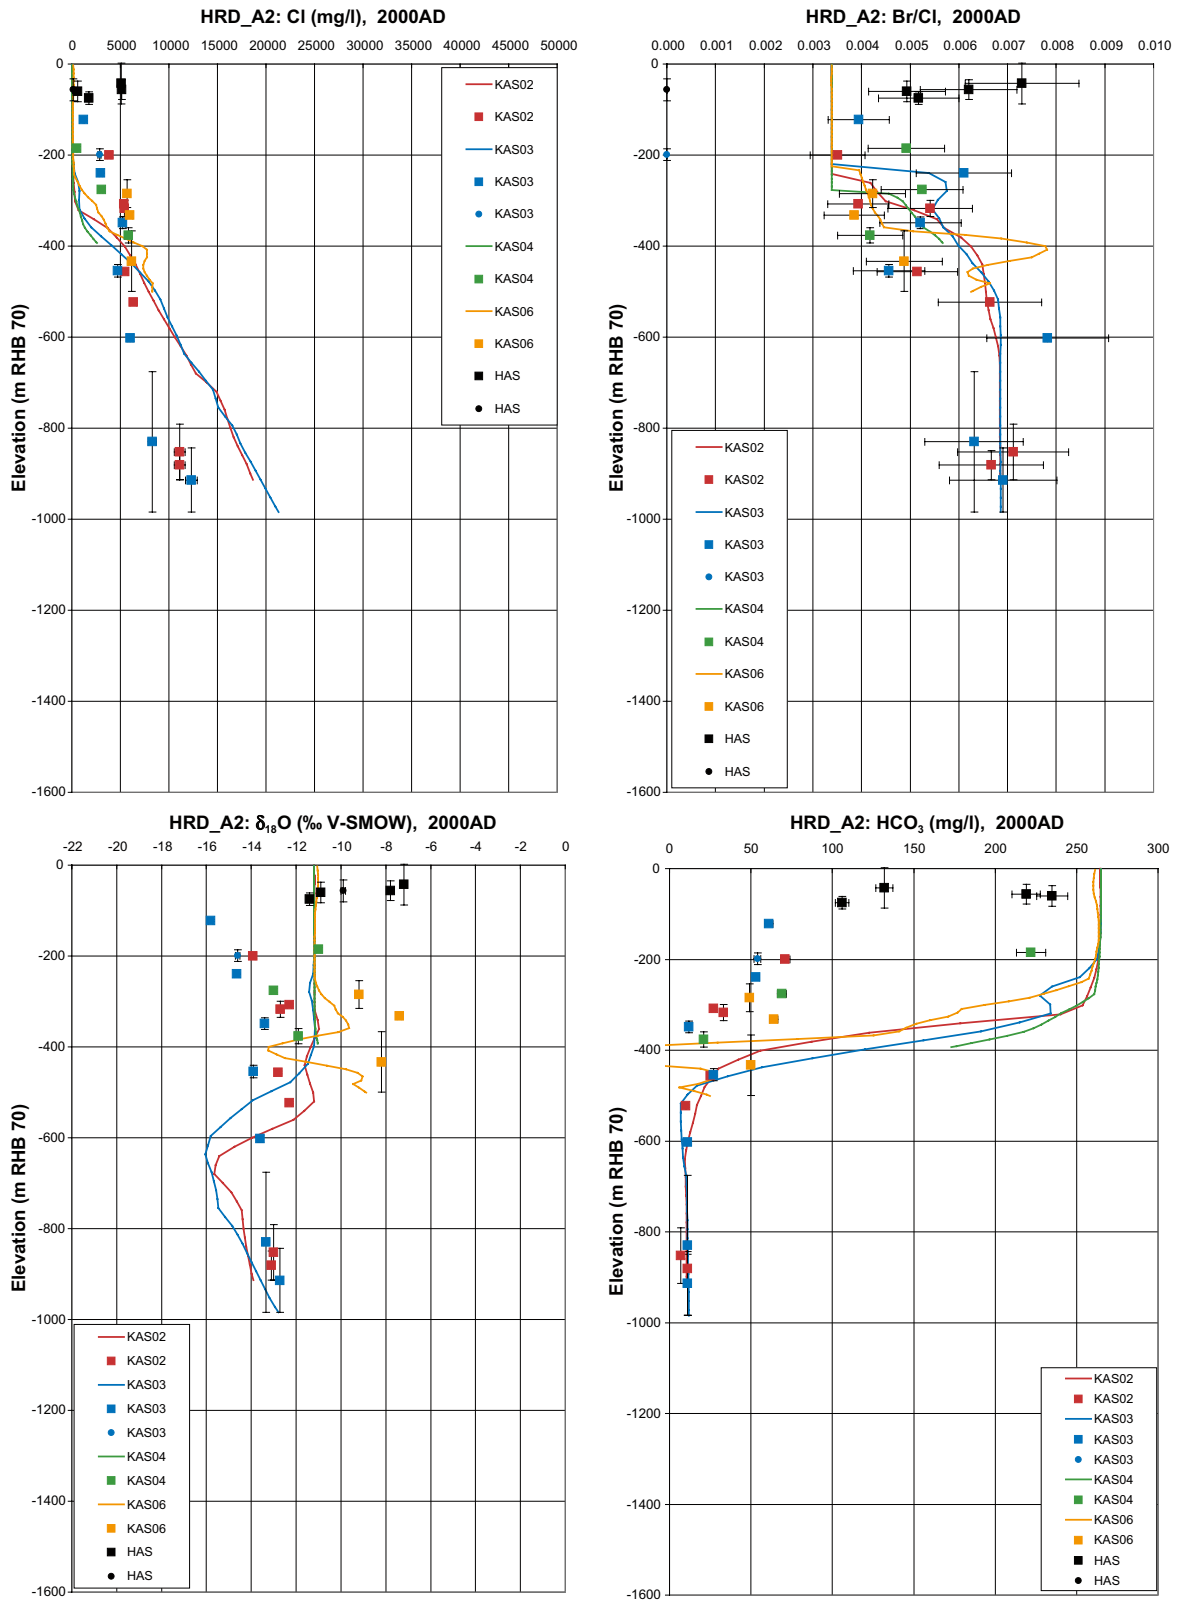 HRD_A2: Cl (mg/l), 2000AD
0 5000 10000 15000 20000 25000 30000 35000 40000 45000 50000
0
-200
-400
-600
-800
-1000
-1200
-1400
-1600
Elevation (m RHB 70)
KAS02
KAS02
KAS03
KAS03
KAS03
KAS04
KAS04
KAS06
KAS06
HAS
HAS
HRD_A2: Br/Cl, 2000AD
0.000 0.001 0.002 0.003 0.004 0.005 0.006 0.007 0.008 0.009 0.010
0
-200
-400
-600
-800
-1000
-1200
-1400
-1600
Elevation (m RHB 70)
KAS02
KAS02
KAS03
KAS03
KAS03
KAS04
KAS04
KAS06
KAS06
HAS
HAS
HRD_A2: δ₁₈O (‰ V-SMOW), 2000AD
-22 -20 -18 -16 -14 -12 -10 -8 -6 -4 -2 0
0
-200
-400
-600
-800
-1000
-1200
-1400
-1600
Elevation (m RHB 70)
KAS02
KAS02
KAS03
KAS03
KAS03
KAS04
KAS04
KAS06
KAS06
HAS
HAS
HRD_A2: HCO₃ (mg/l), 2000AD
0 50 100 150 200 250 300
0
-200
-400
-600
-800
-1000
-1200
-1400
-1600
Elevation (m RHB 70)
KAS02
KAS02
KAS03
KAS03
KAS03
KAS04
KAS04
KAS06
KAS06
HAS
HAS